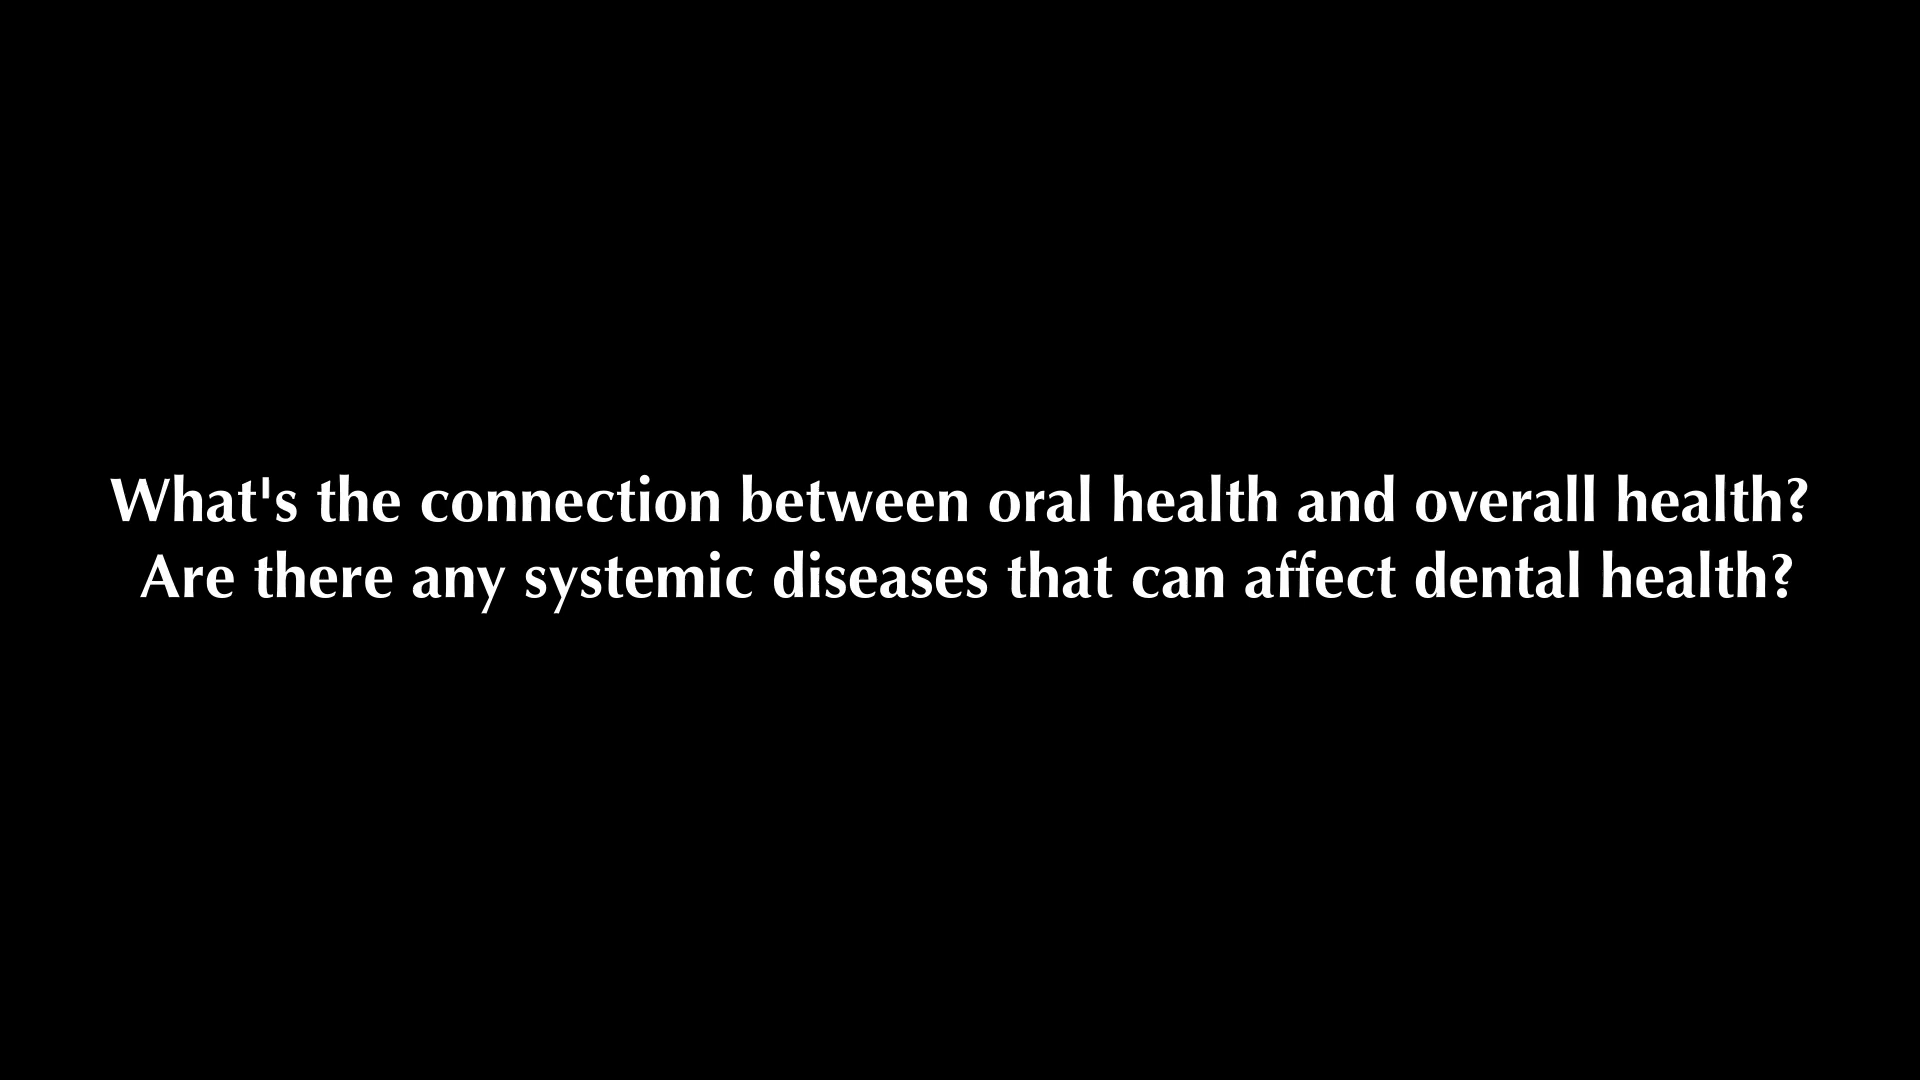 What's the connection between oral health and overall health?
Are there any systemic diseases that can affect dental health?